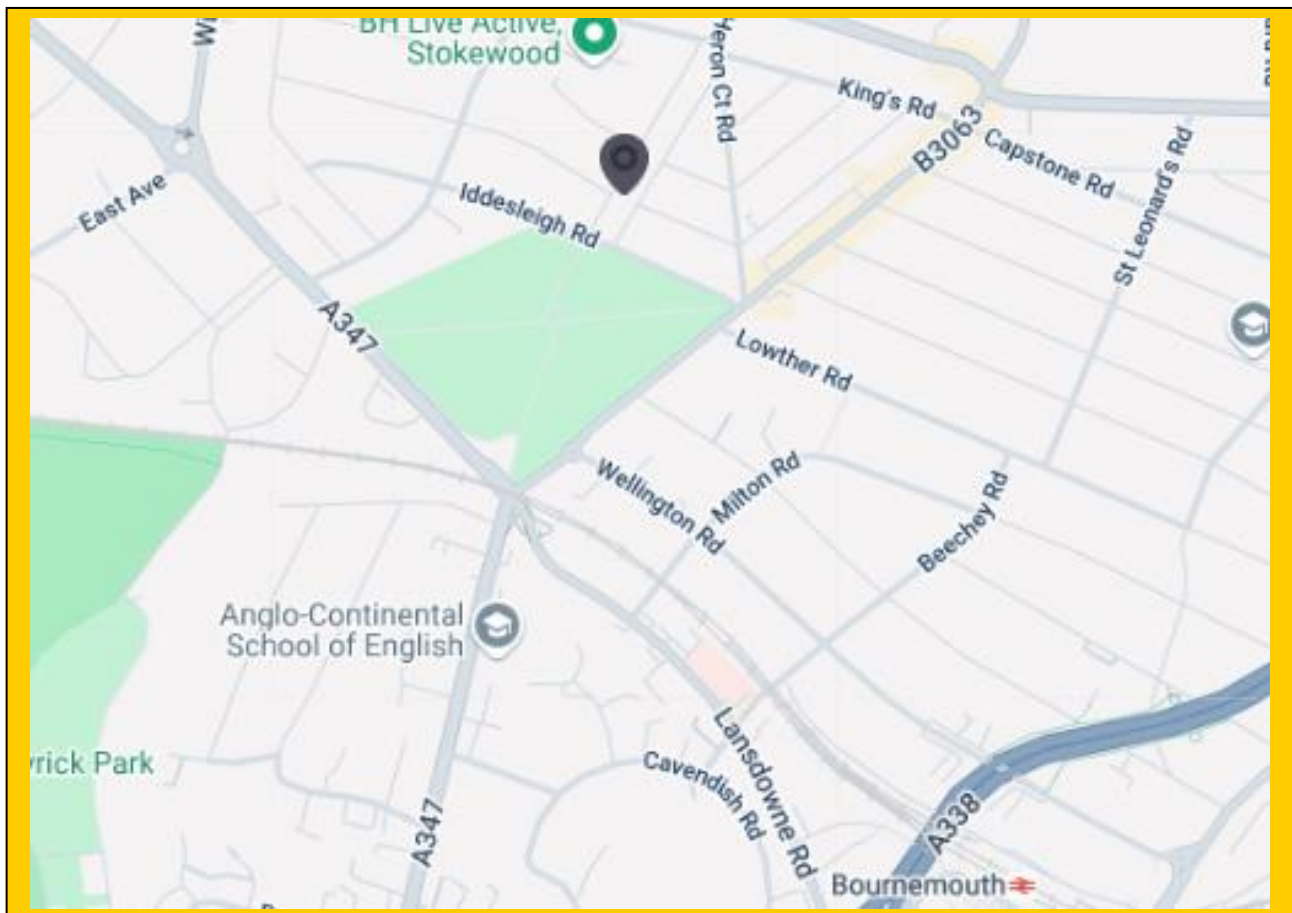 BH Live Active,
Stokewood
King's Rd
B3063
Capstone Rd
St Leonard's Rd
East Ave
Iddesleigh Rd
A347
Lowther Rd
Wellington Rd
Milton Rd
Beechey Rd
Anglo-Continental
School of English
Lansdowne Rd
Cavendish Rd
A347
A338
Bournemouth
eron Ct Rd
rick Park